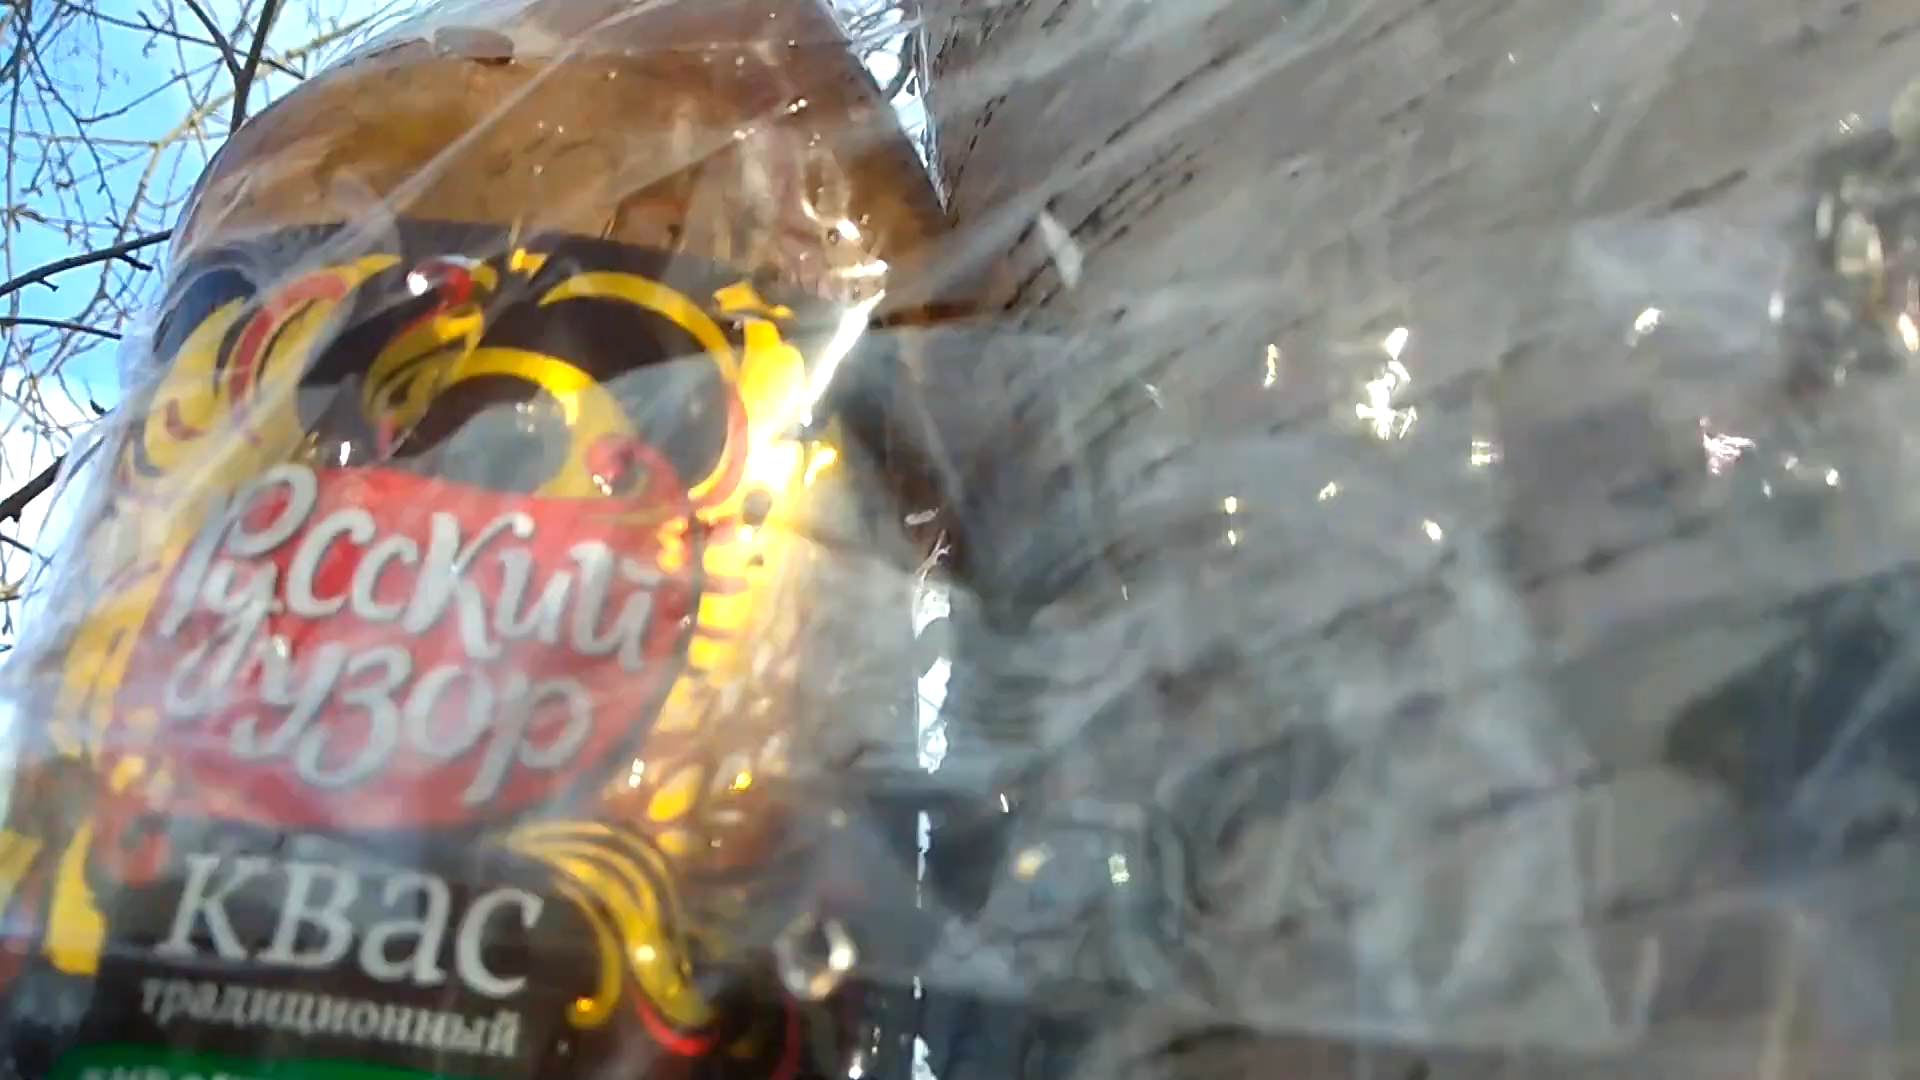 Русский
узор
квас
традиционный